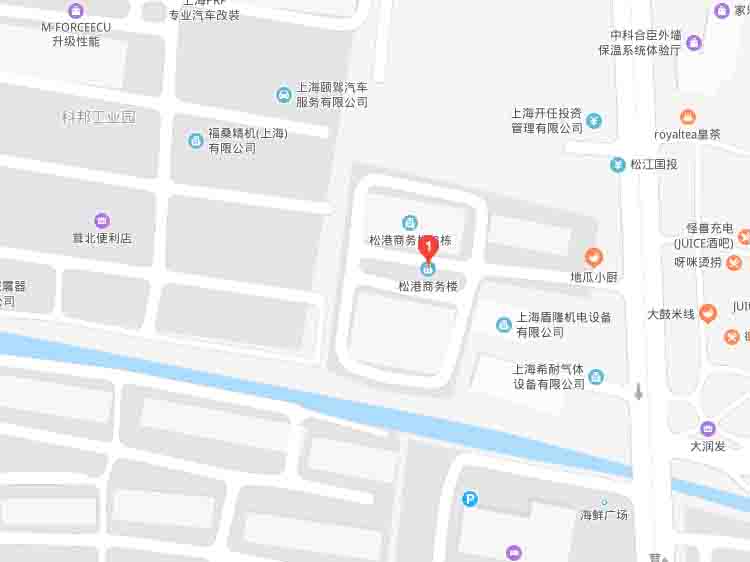 M-FORCEECU
升级性能
专业汽车改装
中科合臣外墙
保温系统体验厅
上海颐驾汽车
服务有限公司
科邦工业园
福桑精机(上海)
有限公司
上海开任投资
管理有限公司
royaltea皇茶
松江国投
茸北便利店
怪兽充电
(JUICE酒吧)
呀咪烫捞
1
松港商务楼
地瓜小厨
大鼓米线
上海盾隆机电设备
有限公司
上海希耐气体
设备有限公司
大润发
P
海鲜广场